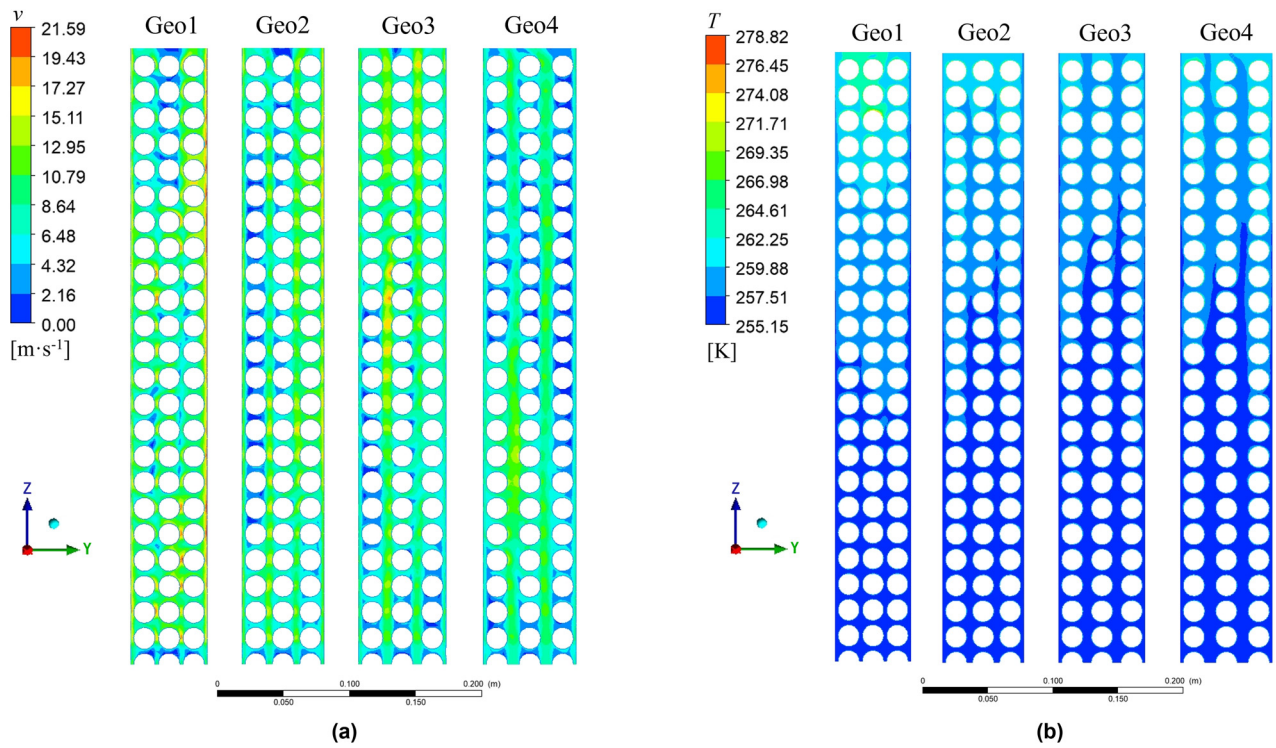 v
21.59
19.43
17.27
15.11
12.95
10.79
8.64
6.48
4.32
2.16
0.00
[m·s⁻¹]
Geo1 Geo2 Geo3 Geo4
Z
Y
0 0.100 0.200 (m)
0.050 0.150
(a)
T
278.82
276.45
274.08
271.71
269.35
266.98
264.61
262.25
259.88
257.51
255.15
[K]
Geo1 Geo2 Geo3 Geo4
Z
Y
0 0.100 0.200 (m)
0.050 0.150
(b)